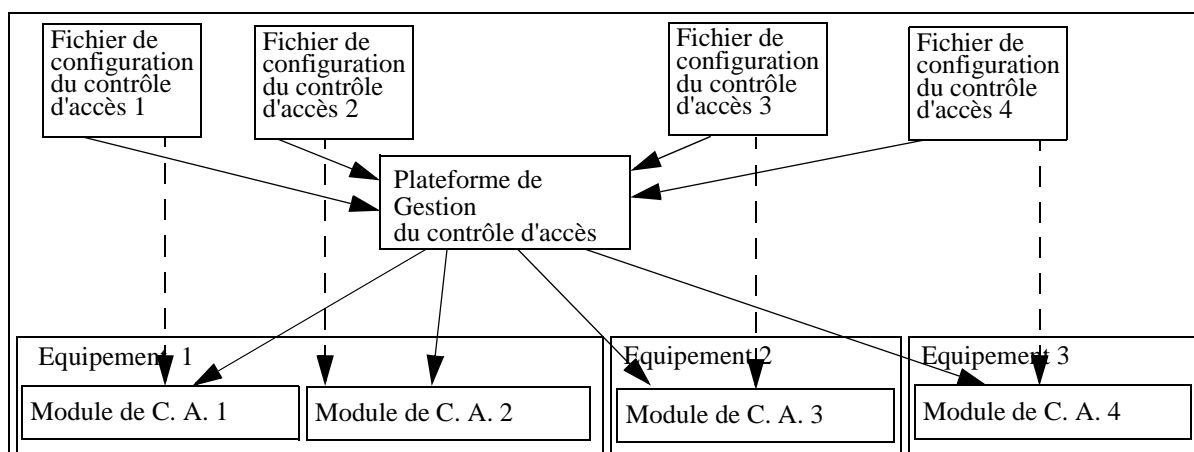 Fichier de
configuration
du contrôle
d'accès 1
Fichier de
configuration
du contrôle
d'accès 2
Fichier de
configuration
du contrôle
d'accès 3
Fichier de
configuration
du contrôle
d'accès 4
Plateforme de
Gestion
du contrôle d'accès
Equipement 1
Equipement 2
Equipement 3
Module de C. A. 1
Module de C. A. 2
Module de C. A. 3
Module de C. A. 4